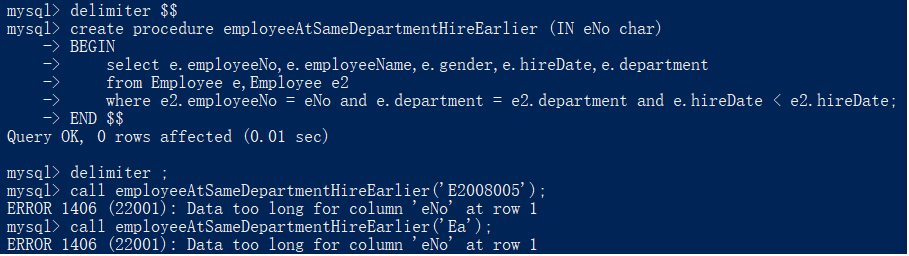 mysql> delimiter $$
mysql> create procedure employeeAtSameDepartmentHireEarlier (IN eNo char)
    -> BEGIN
    ->     select e.employeeNo,e.employeeName,e.gender,e.hireDate,e.department
    ->     from Employee e,Employee e2
    ->     where e2.employeeNo = eNo and e.department = e2.department and e.hireDate < e2.hireDate;
    -> END $$
Query OK, 0 rows affected (0.01 sec)

mysql> delimiter ;
mysql> call employeeAtSameDepartmentHireEarlier('E2008005');
ERROR 1406 (22001): Data too long for column 'eNo' at row 1
mysql> call employeeAtSameDepartmentHireEarlier('Ea');
ERROR 1406 (22001): Data too long for column 'eNo' at row 1